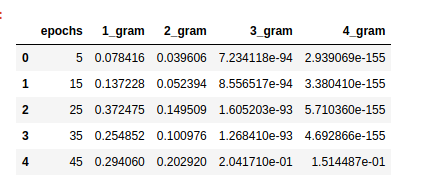 epochs 1_gram 2_gram 3_gram 4_gram
0 5 0.078416 0.039606 7.234118e-94 2.939069e-155
1 15 0.137228 0.052394 8.556517e-94 3.380410e-155
2 25 0.372475 0.149509 1.605203e-93 5.710360e-155
3 35 0.254852 0.100976 1.268410e-93 4.692866e-155
4 45 0.294060 0.202920 2.041710e-01 1.514487e-01